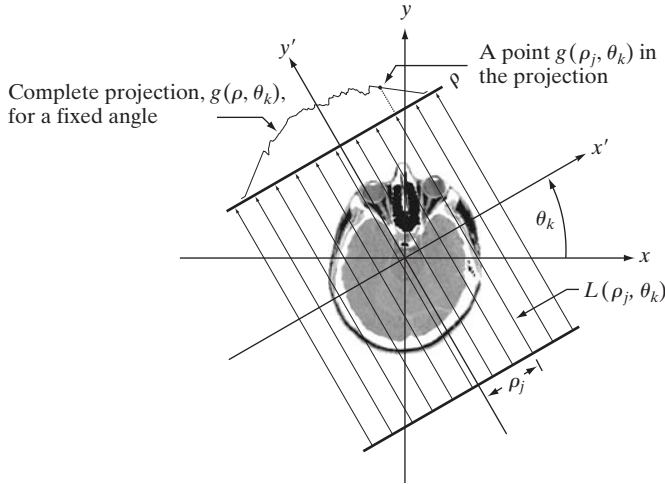 y
y′
A point g(ρ_j, θ_k) in
the projection
Complete projection, g(ρ, θ_k),
for a fixed angle
ρ
x′
θ_k
x
L(ρ_j, θ_k)
ρ_j